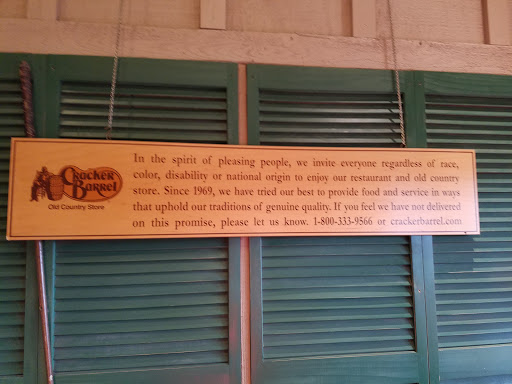 Cracker
Barrel
Old Country Store
In the spirit of pleasing people, we invite everyone regardless of race,
color, disability or national origin to enjoy our restaurant and old country
store. Since 1969, we have tried our best to provide food and service in ways
that uphold our traditions of genuine quality. If you feel we have not delivered
on this promise, please let us know. 1-800-333-9566 or crackerbarrel.com